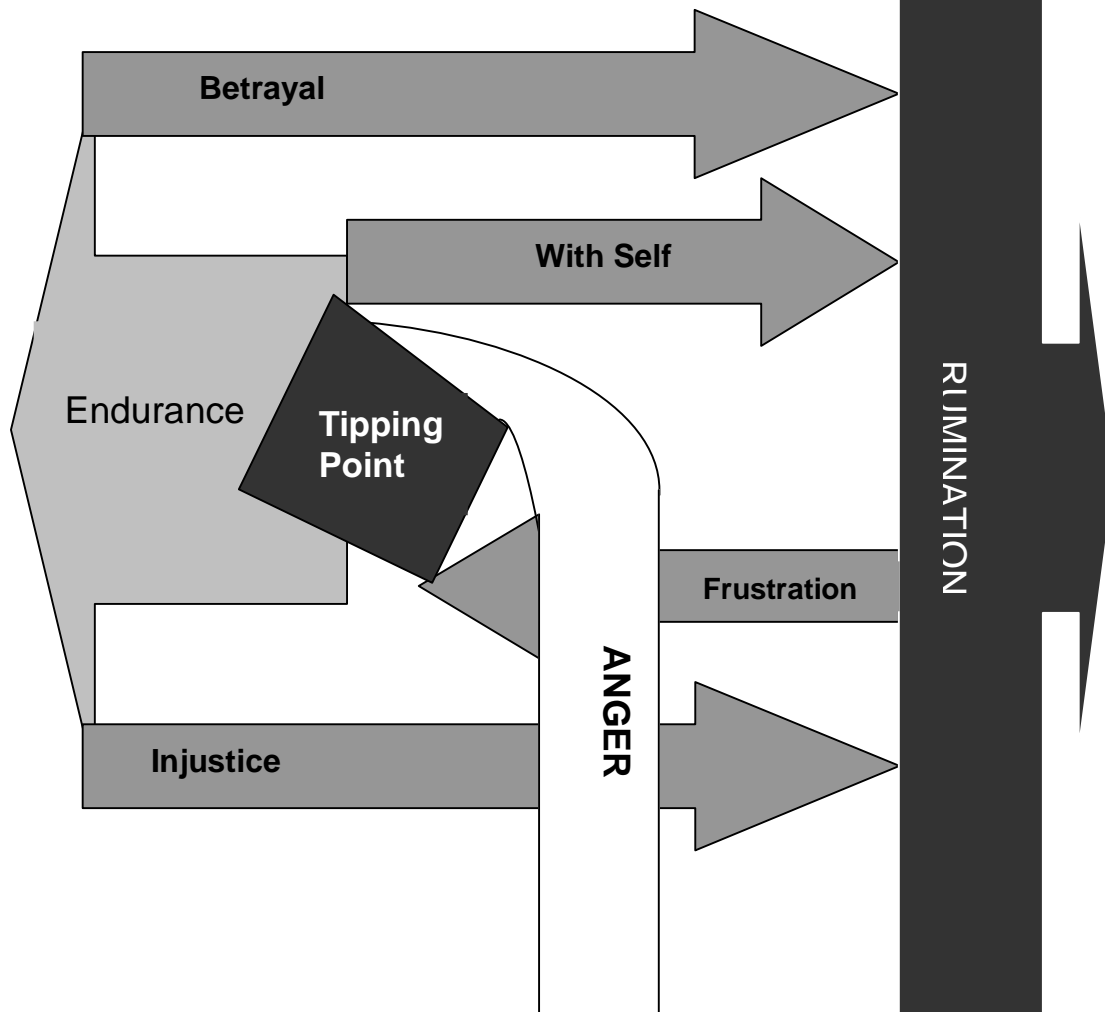 Betrayal
With Self
Endurance
Tipping
Point
RUMINATION
Frustration
ANGER
Injustice